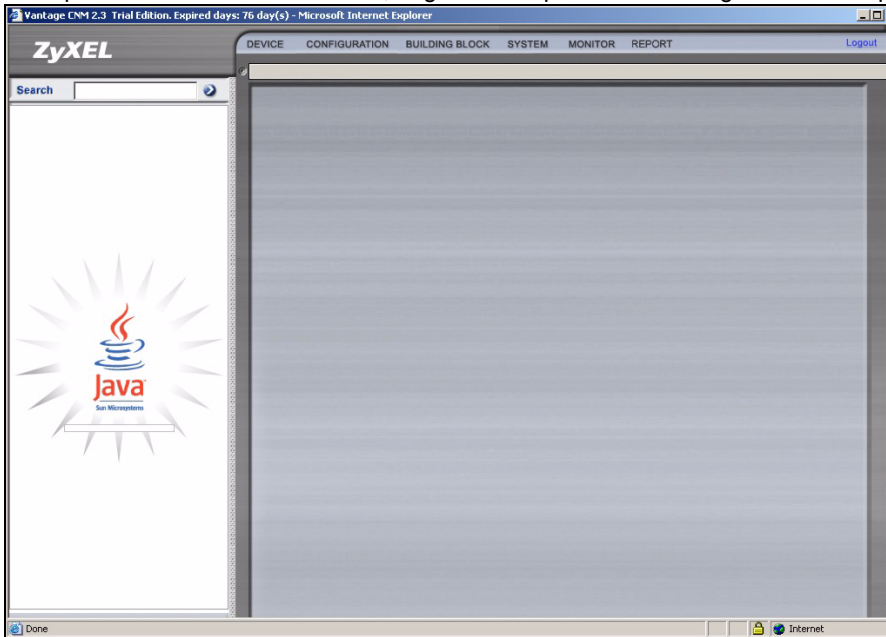 Vantage CNM 2.3 Trial Edition. Expired days: 76 day(s) - Microsoft Internet Explorer
ZyXEL
DEVICE CONFIGURATION BUILDING BLOCK SYSTEM MONITOR REPORT Logout
Search
Java
Sun Microsystems
Done Internet